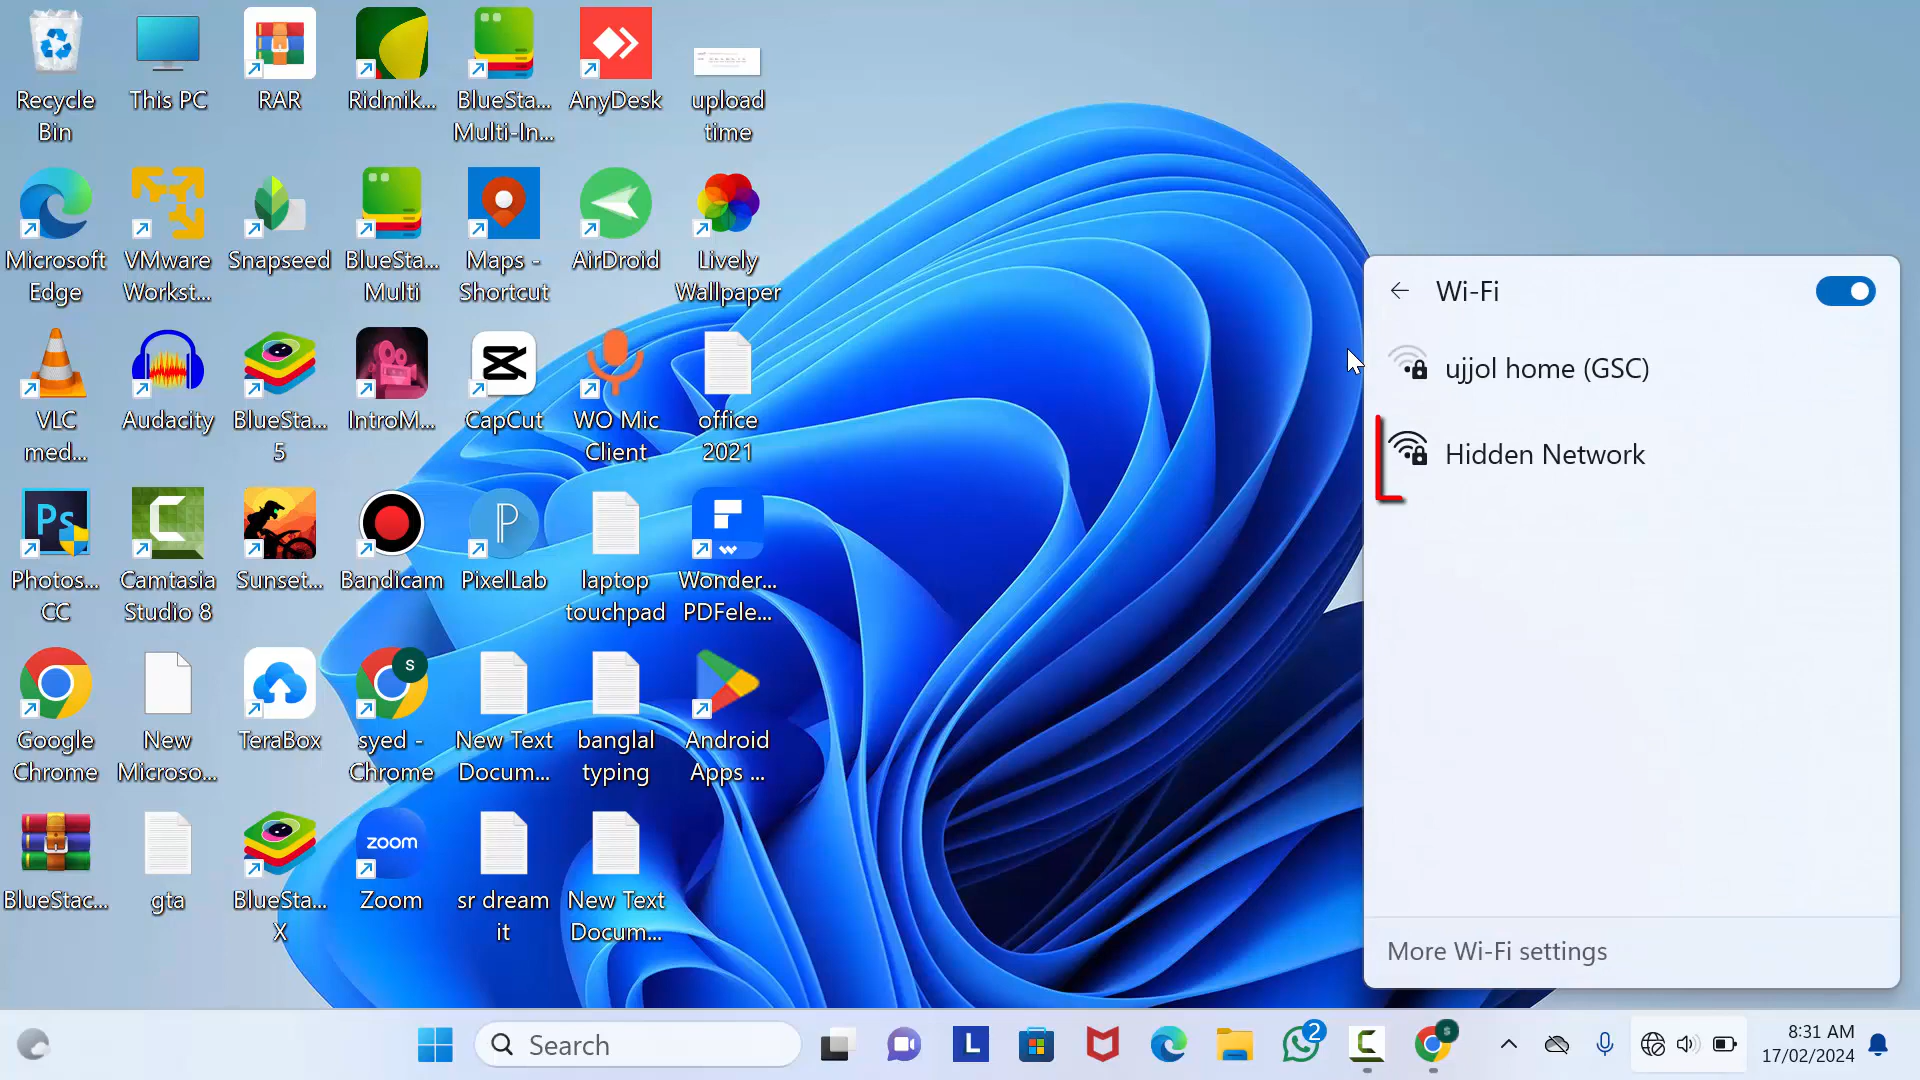 Recycle
Bin
This PC
RAR
Ridmik...
BlueSta...
Multi-In...
AnyDesk
upload
time
Microsoft
Edge
VMware
Workst...
Snapseed
BlueSta...
Multi
Maps -
Shortcut
AirDroid
Lively
Wallpaper
VLC
med...
Audacity
BlueSta...
5
IntroM...
CapCut
WO Mic
Client
office
2021
Ps
Photos...
CC
Camtasia
Studio 8
Sunset...
Bandicam
PixelLab
laptop
touchpad
Wonder...
PDFele...
Google
Chrome
New
Microso...
TeraBox
s
syed -
Chrome
New Text
Docum...
banglal
typing
Android
Apps ...
BlueStac...
gta
BlueSta...
X
zoom
Zoom
sr dream
it
New Text
Docum...
Wi-Fi
ujjol home (GSC)
Hidden Network
More Wi-Fi settings
Search
L
2
s
8:31 AM
17/02/2024